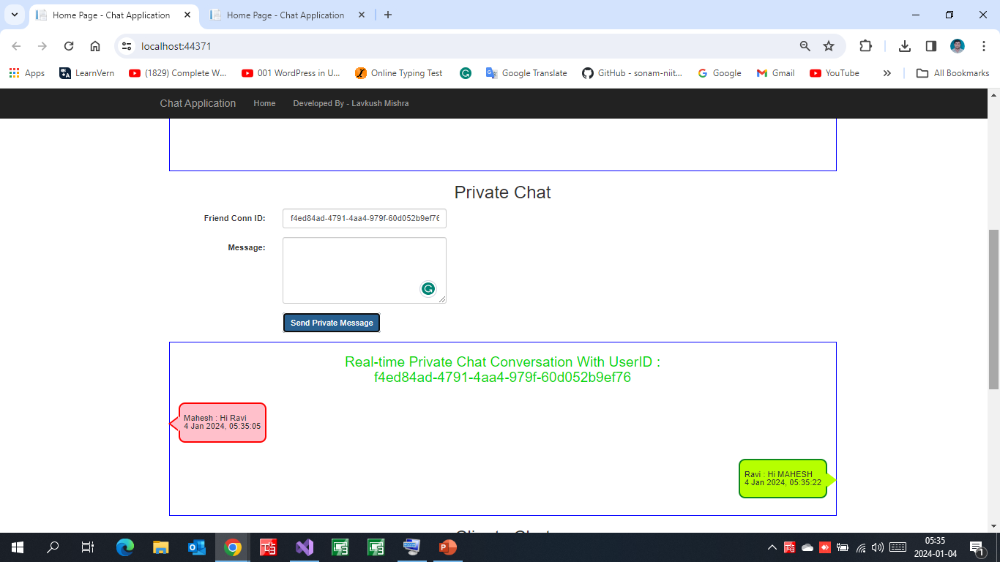 Home Page - Chat Application
Home Page - Chat Application
localhost:44371
Apps
LearnVern
(1829) Complete W...
001 WordPress in U...
Online Typing Test
Google Translate
GitHub - sonam-niit...
Google
Gmail
YouTube
All Bookmarks
Chat Application
Home
Developed By - Lavkush Mishra
Private Chat
Friend Conn ID:
f4ed84ad-4791-4aa4-979f-60d052b9ef76
Message:
Send Private Message
Real-time Private Chat Conversation With UserID :
f4ed84ad-4791-4aa4-979f-60d052b9ef76
Mahesh : Hi Ravi
4 Jan 2024, 05:35:05
Ravi : Hi MAHESH
4 Jan 2024, 05:35:22
05:35
2024-01-04
1